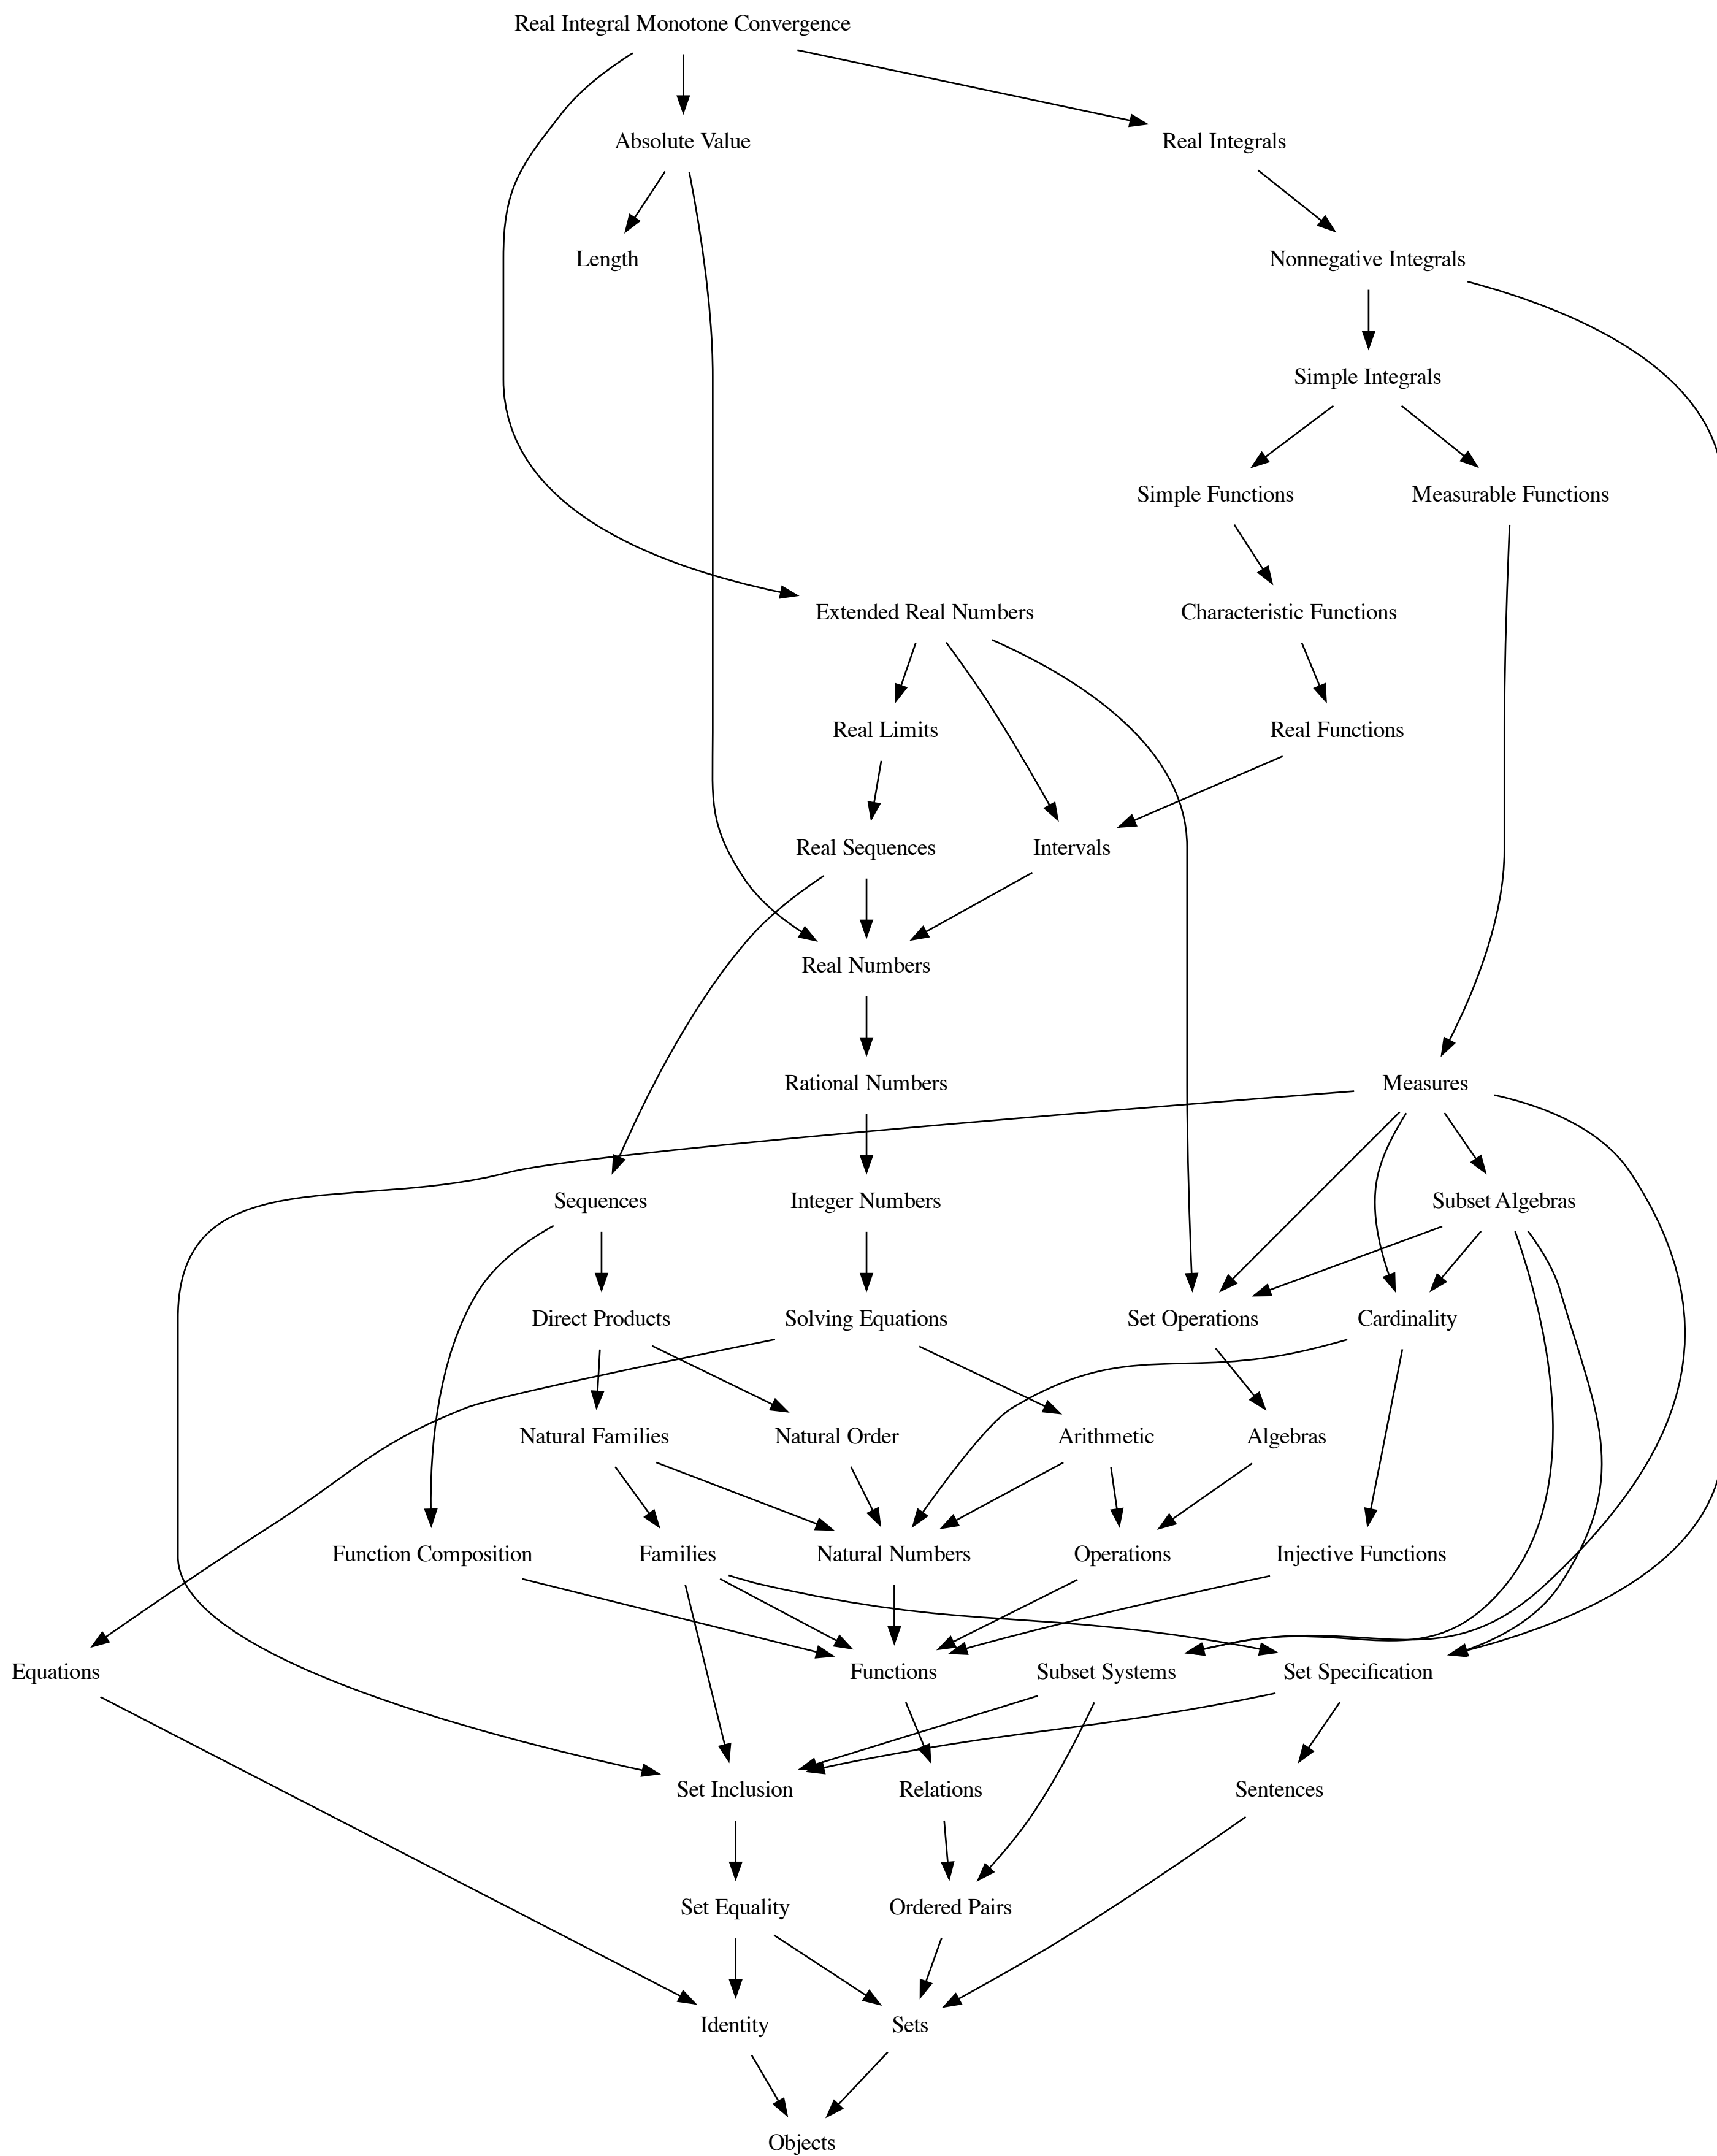 Real Integral Monotone Convergence
Absolute Value
Real Integrals
Length
Nonnegative Integrals
Simple Integrals
Simple Functions
Measurable Functions
Extended Real Numbers
Characteristic Functions
Real Limits
Real Functions
Real Sequences
Intervals
Real Numbers
Rational Numbers
Measures
Sequences
Integer Numbers
Subset Algebras
Direct Products
Solving Equations
Set Operations
Cardinality
Natural Families
Natural Order
Arithmetic
Algebras
Function Composition
Families
Natural Numbers
Operations
Injective Functions
Equations
Functions
Subset Systems
Set Specification
Set Inclusion
Relations
Sentences
Set Equality
Ordered Pairs
Identity
Sets
Objects